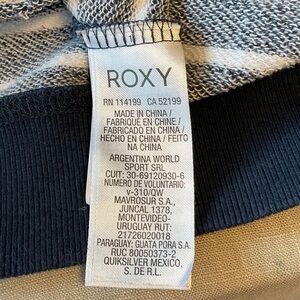 ROXY
RN 114199 CA 52199
MADE IN CHINA /
FABRIQUÉ EN CHINE /
FABRICADO EN CHINA /
HECHO EN CHINA / FEITO
NA CHINA
ARGENTINA WORLD
SPORT SRL
CUIT: 30-69120930-6
NUMERO DE VOLUNTARIO:
v-310/QW
MAVROSUR S.A.,
JUNCAL 1378,
MONTEVIDEO-
URUGUAY RUT:
21726020018
PARAGUAY: GUATA PORA S.A.
RUC 80050373-2
QUIKSILVER MEXICO,
S. DE R.L.